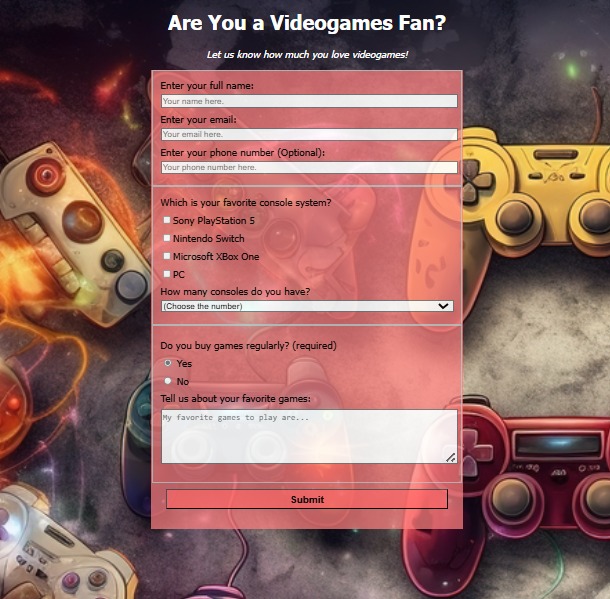 Are You a Videogames Fan?
Let us know how much you love videogames!
Enter your full name:
Your name here.
Enter your email:
Your email here.
Enter your phone number (Optional):
Your phone number here.
Which is your favorite console system?
Sony PlayStation 5
Nintendo Switch
Microsoft XBox One
PC
How many consoles do you have?
(Choose the number)
Do you buy games regularly? (required)
Yes
No
Tell us about your favorite games:
My favorite games to play are...
Submit